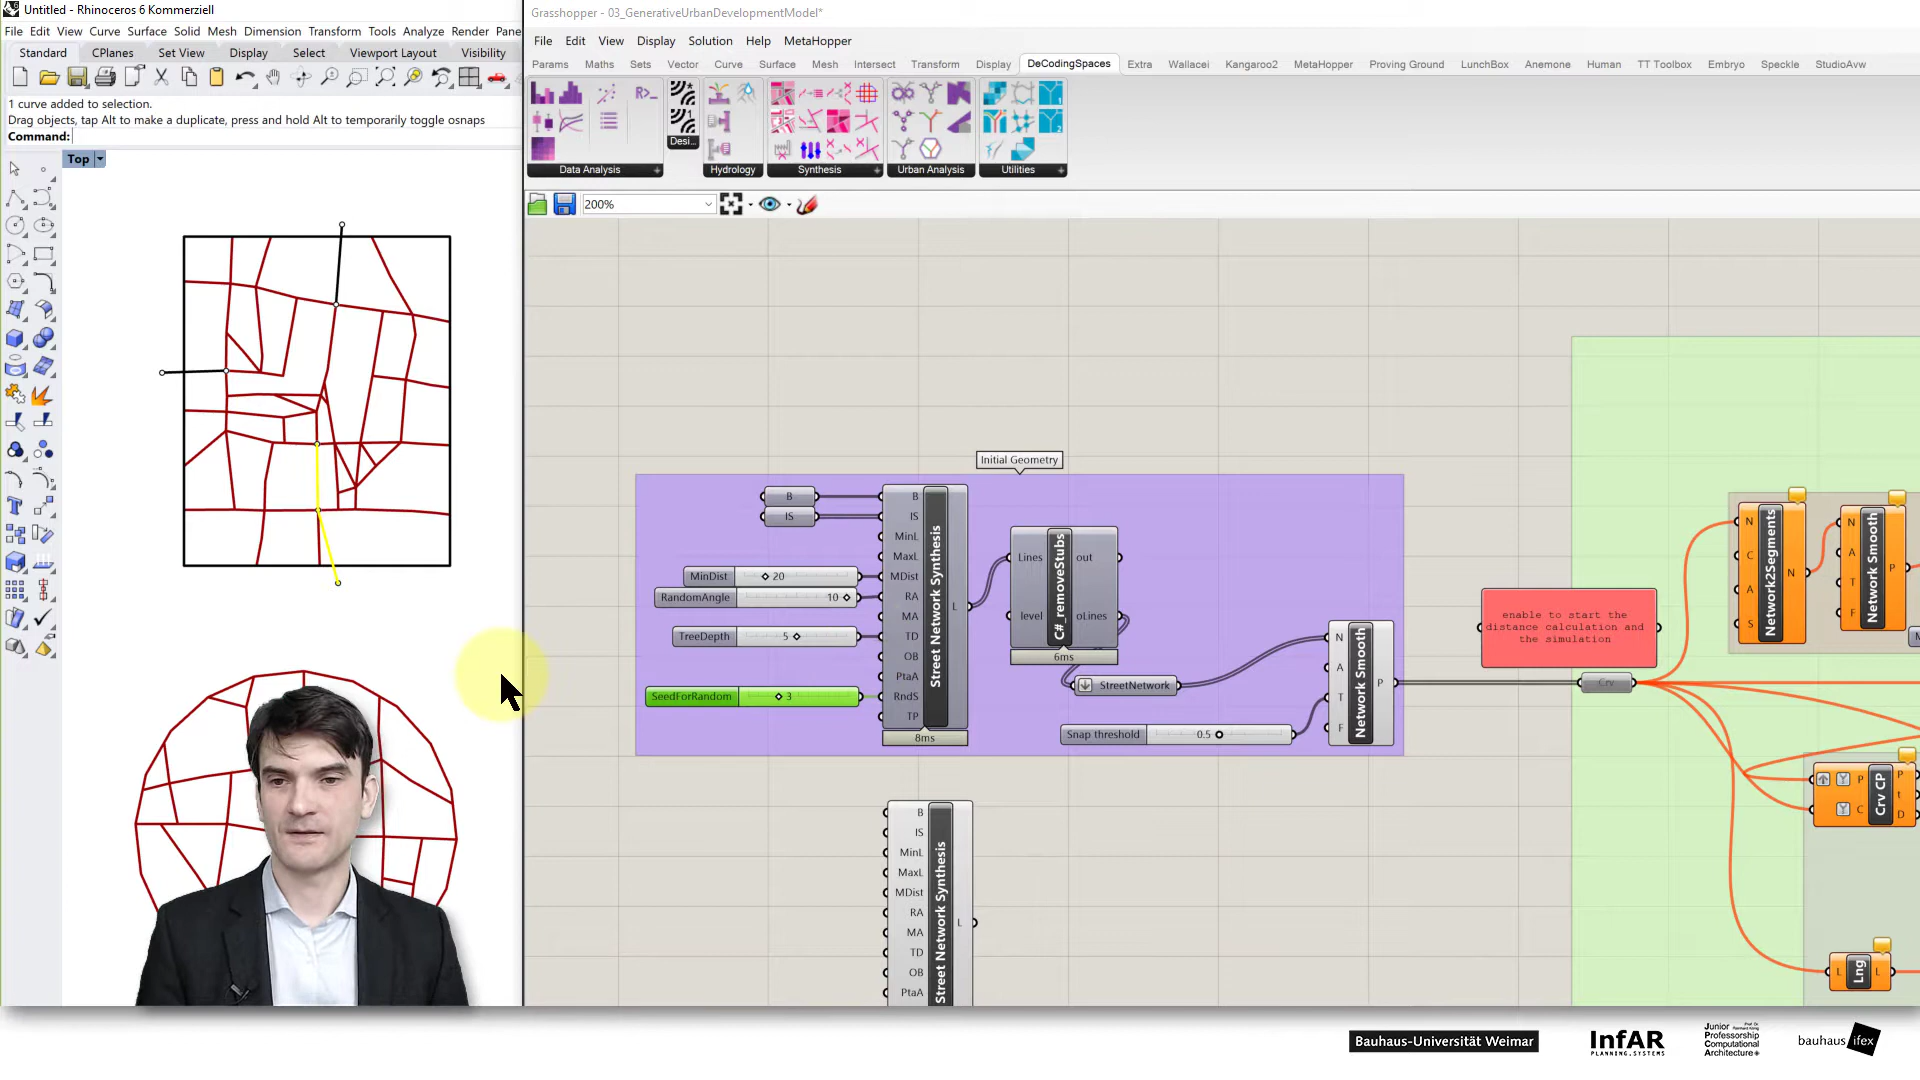 Untitled - Rhinoceros 6 Kommerziell
File Edit View Curve Surface Solid Mesh Dimension Transform Tools Analyze Render Pane
Standard CPlanes Set View Display Select Viewport Layout Visibility
1 curve added to selection.
Drag objects, tap Alt to make a duplicate, press and hold Alt to temporarily toggle osnaps
Command:
Top
Grasshopper - 03_GenerativeUrbanDevelopmentModel*
File Edit View Display Solution Help MetaHopper
Params Maths Sets Vector Curve Surface Mesh Intersect Transform Display DeCodingSpaces Extra Wallacei Kangaroo2 MetaHopper Proving Ground LunchBox Anemone Human TT Toolbox Embryo Speckle StudioAvw
Desi...
Data Analysis Hydrology Synthesis Urban Analysis Utilities
200%
Initial Geometry
B
IS
MinDist 20
RandomAngle 10
TreeDepth 5
SeedForRandom 3
B
IS
MinL
MaxL
MDist
RA
MA
TD
OB
PtaA
RndS
TP
Street Network Synthesis
L
8ms
Lines
level
C#_removeStubs
out
oLines
6ms
StreetNetwork
Snap threshold 0.5
N
A
T
F
Network Smooth
P
enable to start the
distance calculation and
the simulation
Crv
N
C
A
S
Network2Segments
N
N
A
T
F
Network Smooth
P
P
C
Crv CP
P
t
D
L
Lng
L
B
IS
MinL
MaxL
MDist
RA
MA
TD
OB
PtaA
Street Network Synthesis
L
Bauhaus-Universität Weimar
InfAR
PLANNING.SYSTEMS
Junior
Professorship
Computational
Architecture
bauhaus ifex